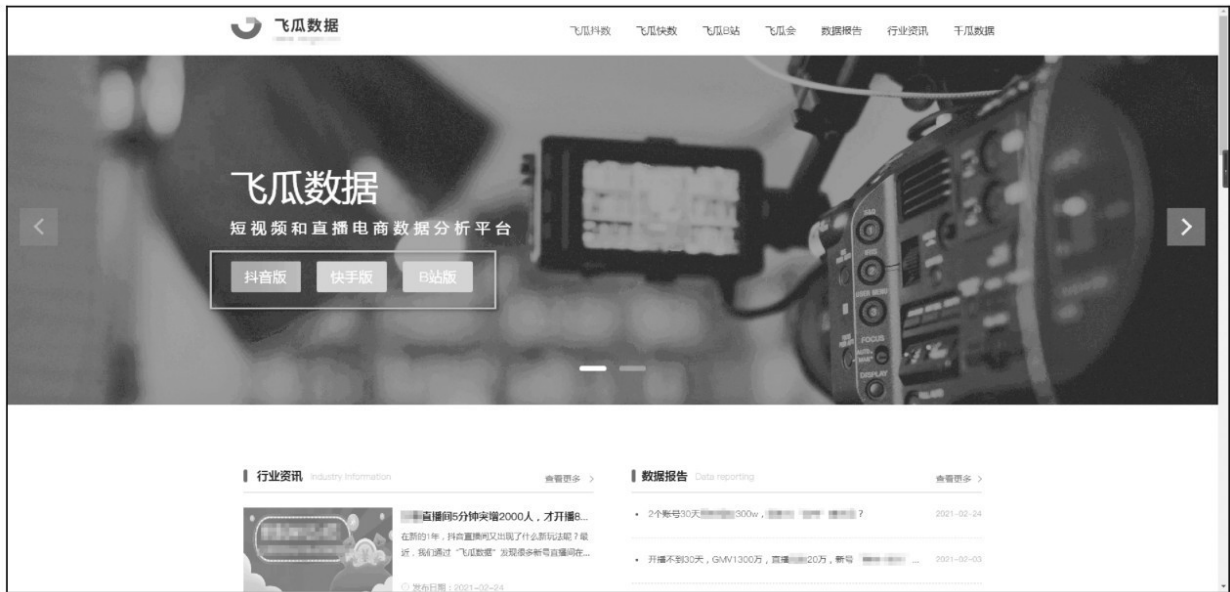 飞瓜数据
飞瓜抖数 飞瓜快数 飞瓜B站 飞瓜会 数据报告 行业资讯 千瓜数据
飞瓜数据
短视频和直播电商数据分析平台
抖音版 快手版 B站版
USER MENU
FOCUS
DISPLAY
行业资讯 Industry Information 查看更多 >
直播间5分钟突增2000人，才开播8...
在新的1年，抖音直播间又出现了什么新玩法呢？最
近，我们通过“飞瓜数据”发现很多新号直播间在...
发布日期：2021-02-24
数据报告 Data reporting 查看更多 >
• 2个账号30天 300w， ？ 2021-02-24
• 开播不到30天，GMV1300万，直播 20万，新号 ... 2021-02-03